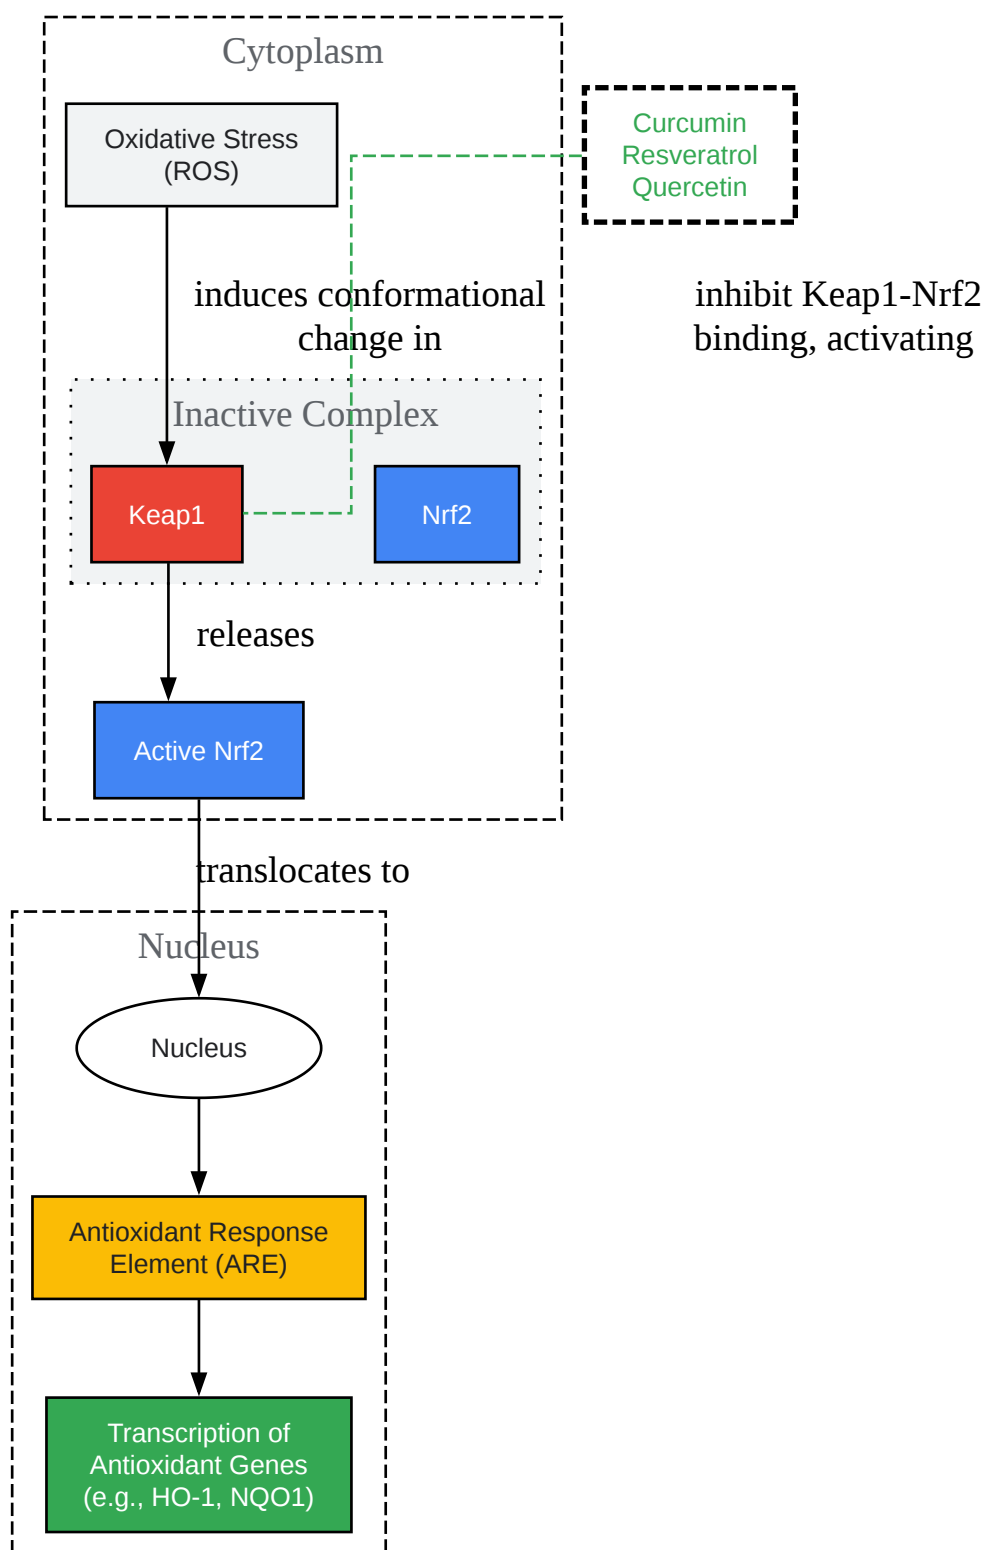 Cytoplasm
Oxidative Stress
(ROS)
Curcumin
Resveratrol
Quercetin
induces conformational
change in
inhibit Keap1-Nrf2
binding, activating
Inactive Complex
Keap1
Nrf2
releases
Active Nrf2
translocates to
Nucleus
Nucleus
Antioxidant Response
Element (ARE)
Transcription of
Antioxidant Genes
(e.g., HO-1, NQO1)